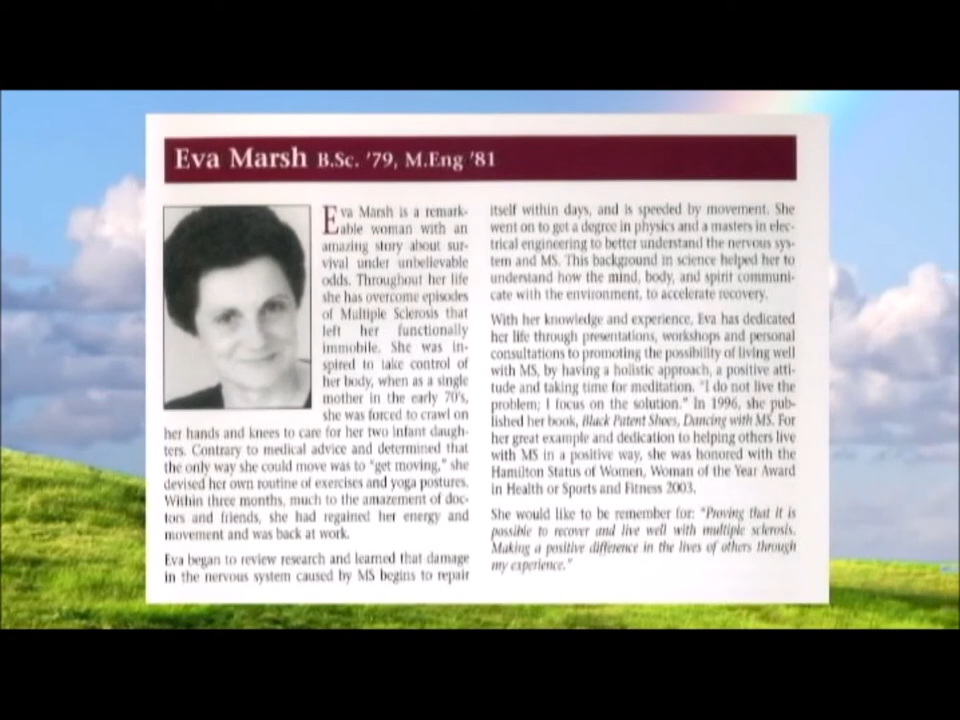 Eva Marsh B.Sc. '79, M.Eng '81
Eva Marsh is a remark-
able woman with an
amazing story about sur-
vival under unbelievable
odds. Throughout her life
she has overcome episodes
of Multiple Sclerosis that
left her functionally
immobile. She was in-
spired to take control of
her body, when as a single
mother in the early 70's,
she was forced to crawl on
her hands and knees to care for her two infant daugh-
ters. Contrary to medical advice and determined that
the only way she could move was to "get moving," she
devised her own routine of exercises and yoga postures.
Within three months, much to the amazement of doc-
tors and friends, she had regained her energy and
movement and was back at work.
Eva began to review research and learned that damage
in the nervous system caused by MS begins to repair
itself within days, and is speeded by movement. She
went on to get a degree in physics and a masters in elec-
trical engineering to better understand the nervous sys-
tem and MS. This background in science helped her to
understand how the mind, body, and spirit communi-
cate with the environment, to accelerate recovery.
With her knowledge and experience, Eva has dedicated
her life through presentations, workshops and personal
consultations to promoting the possibility of living well
with MS, by having a holistic approach, a positive atti-
tude and taking time for meditation. "I do not live the
problem; I focus on the solution." In 1996, she pub-
lished her book, Black Patent Shoes, Dancing with MS. For
her great example and dedication to helping others live
with MS in a positive way, she was honored with the
Hamilton Status of Women, Woman of the Year Award
in Health or Sports and Fitness 2003.
She would like to be remember for: "Proving that it is
possible to recover and live well with multiple sclerosis.
Making a positive difference in the lives of others through
my experience."